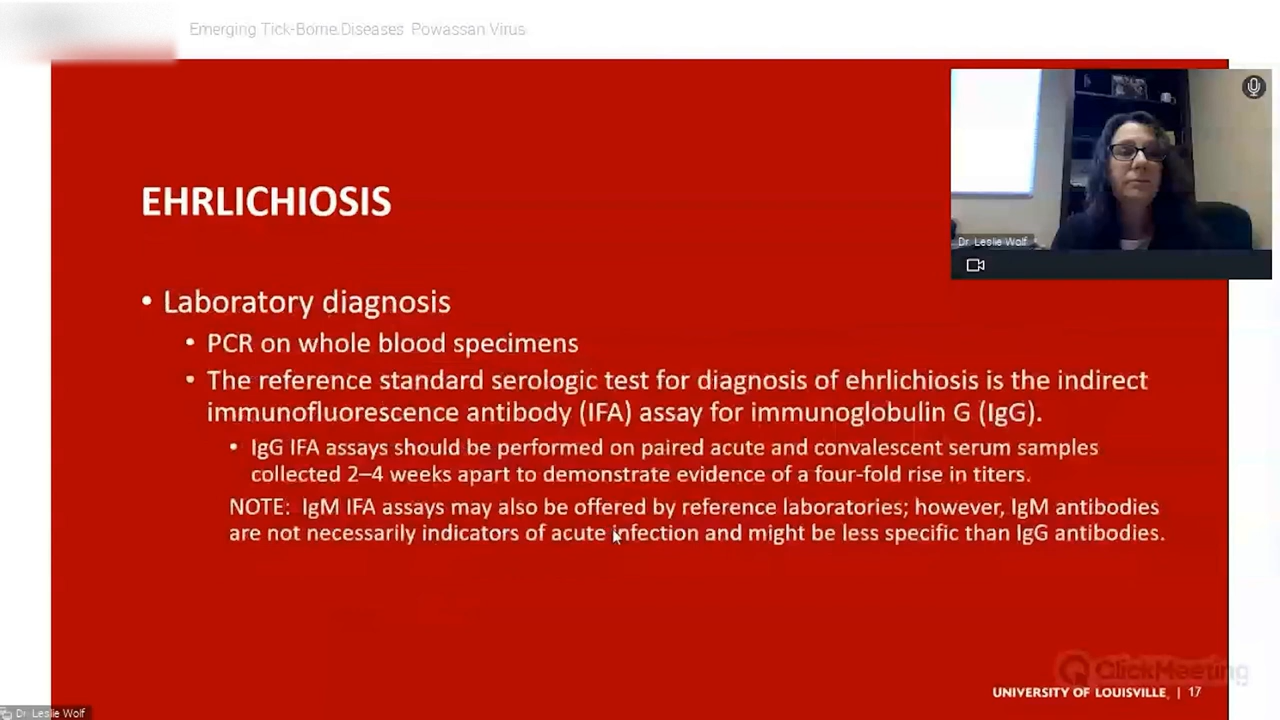 Emerging Tick-Borne Diseases Powassan Virus
Dr. Leslie Wolf
EHRLICHIOSIS
• Laboratory diagnosis
• PCR on whole blood specimens
• The reference standard serologic test for diagnosis of ehrlichiosis is the indirect
immunofluorescence antibody (IFA) assay for immunoglobulin G (IgG).
• IgG IFA assays should be performed on paired acute and convalescent serum samples
collected 2–4 weeks apart to demonstrate evidence of a four-fold rise in titers.
NOTE: IgM IFA assays may also be offered by reference laboratories; however, IgM antibodies
are not necessarily indicators of acute infection and might be less specific than IgG antibodies.
ClickMeeting
UNIVERSITY OF LOUISVILLE | 17
Dr. Leslie Wolf